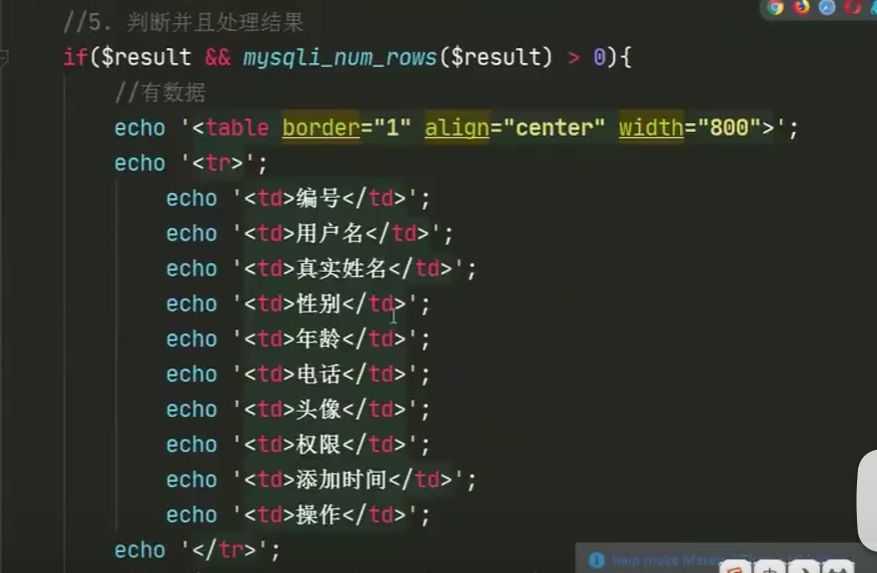 //5. 判断并且处理结果
if($result && mysqli_num_rows($result) > 0){
//有数据
echo '<table border="1" align="center" width="800">';
echo '<tr>';
echo '<td>编号</td>';
echo '<td>用户名</td>';
echo '<td>真实姓名</td>';
echo '<td>性别</td>';
echo '<td>年龄</td>';
echo '<td>电话</td>';
echo '<td>头像</td>';
echo '<td>权限</td>';
echo '<td>添加时间</td>';
echo '<td>操作</td>';
echo '</tr>';
help make